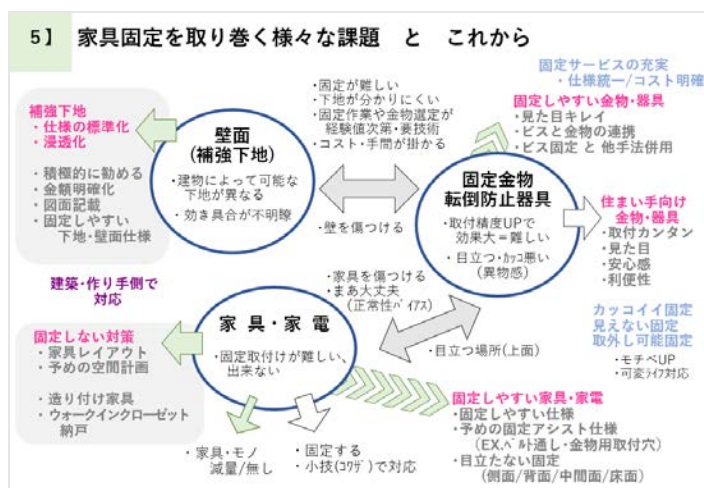 5】 家具固定を取り巻く様々な課題 と これから
補強下地
・仕様の標準化
・浸透化
・積極的に勧める
・金額明確化
・図面記載
・固定しやすい
下地・壁面仕様
建築・作り手側で
対応
固定しない対策
・家具レイアウト
・予めの空間計画
・造り付け家具
・ウォークインクローゼット
納戸
壁面
(補強下地)
・建物によって可能な
下地が異なる
・効き具合が不明瞭
・固定が難しい
・下地が分かりにくい
・固定作業や金物選定が
経験値次第・要技術
・コスト・手間が掛かる
・壁を傷つける
固定金物
転倒防止器具
・取付精度UPで
効果大=難しい
・目立つ・カッコ悪い
(異物感)
・家具を傷つける
・まあ大丈夫
(正常性バイアス)
・目立つ場所(上面)
家具・家電
・固定取付けが難しい、
出来ない
・家具・モノ
減量/無し
・固定する
・小技(コワザ)で対応
固定サービスの充実
・仕様統一/コスト明確
固定しやすい金物・器具
・見た目キレイ
・ビスと金物の連携
・ビス固定 と 他手法併用
住まい手向け
金物・器具
・取付カンタン
・見た目
・安心感
・利便性
カッコイイ固定
見えない固定
取外し可能固定
・モチベUP
・可変ライフ対応
固定しやすい家具・家電
・固定しやすい仕様
・予めの固定アシスト仕様
(EX.ベルト通し・金物用取付穴)
・目立たない固定
(側面/背面/中間面/床面)